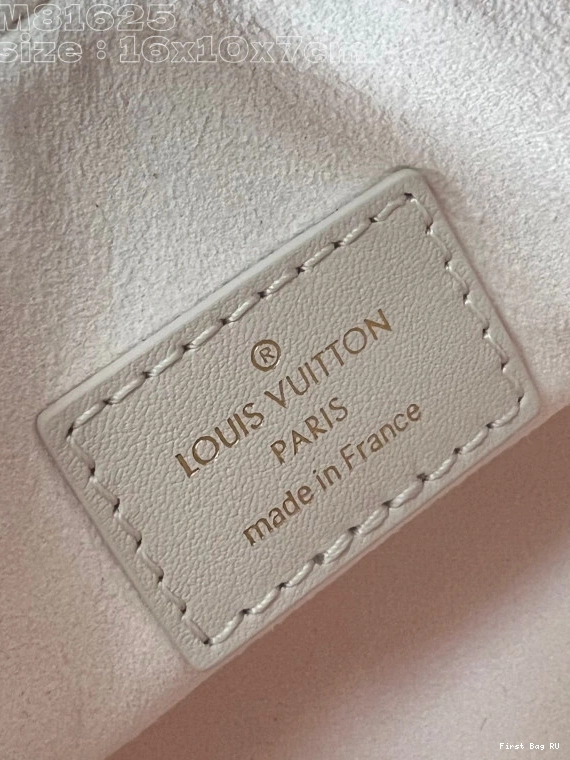 M81625
size : 16x10x7cm
®
LOUIS VUITTON
PARIS
made in France
First Bag RU